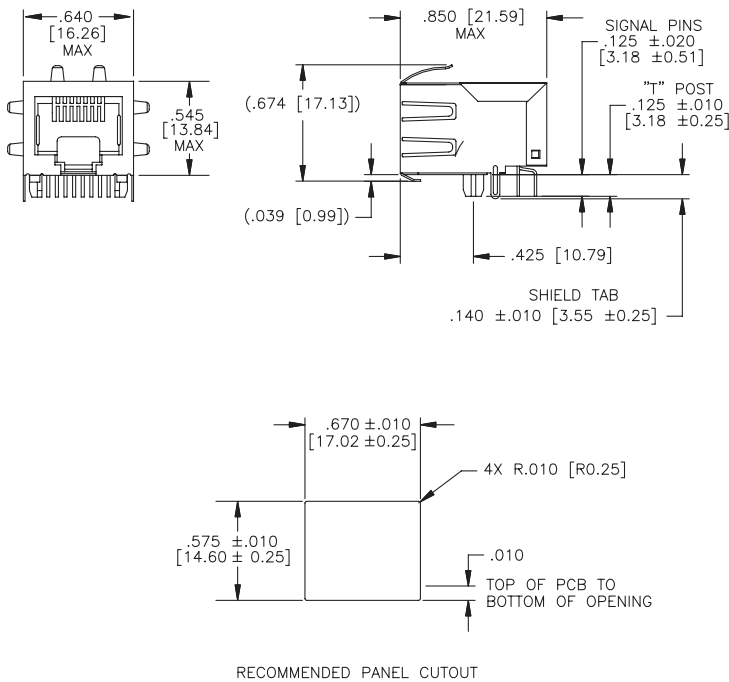 .640
[16.26]
MAX
.850 [21.59]
MAX
SIGNAL PINS
.125 ±.020
[3.18 ±0.51]
"T" POST
.125 ±.010
[3.18 ±0.25]
.545
[13.84]
MAX
(.674 [17.13])
(.039 [0.99])
.425 [10.79]
SHIELD TAB
.140 ±.010 [3.55 ±0.25]
.670 ±.010
[17.02 ±0.25]
4X R.010 [R0.25]
.575 ±.010
[14.60 ± 0.25]
.010
TOP OF PCB TO
BOTTOM OF OPENING
RECOMMENDED PANEL CUTOUT